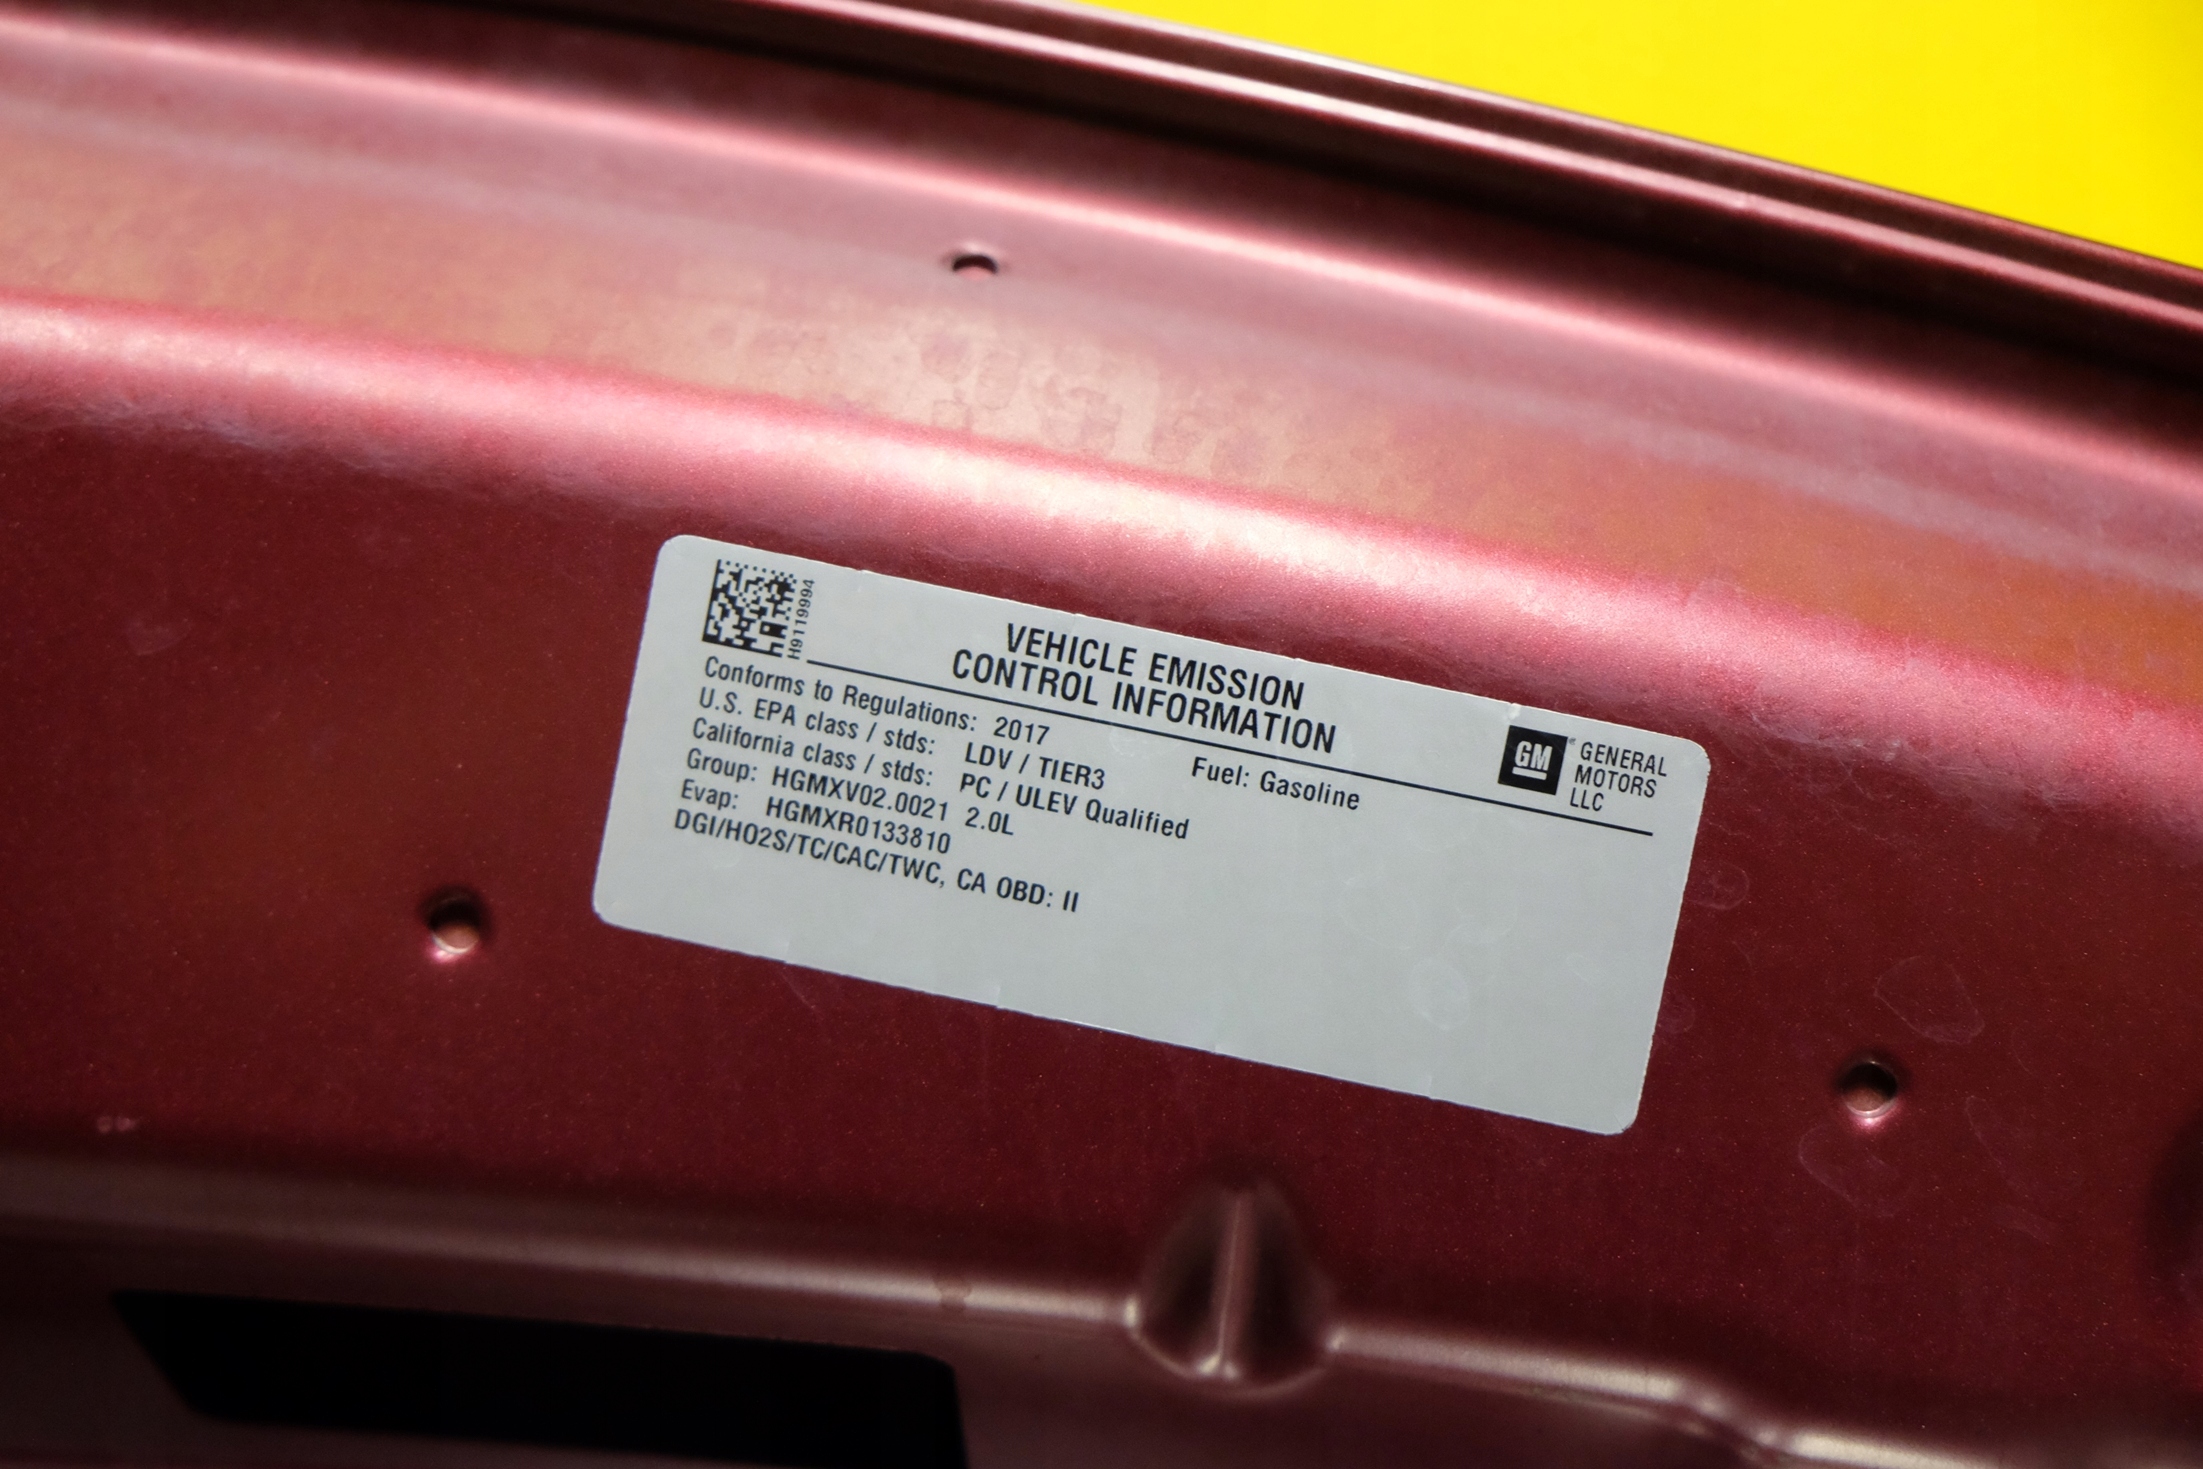 H9119994
VEHICLE EMISSION
CONTROL INFORMATION
Conforms to Regulations: 2017
U.S. EPA class / stds: LDV / TIER3 Fuel: Gasoline
California class / stds: PC / ULEV Qualified
Group: HGMXV02.0021 2.0L
Evap: HGMXR0133810
DGI/HO2S/TC/CAC/TWC, CA OBD: II
GM
GENERAL
MOTORS
LLC